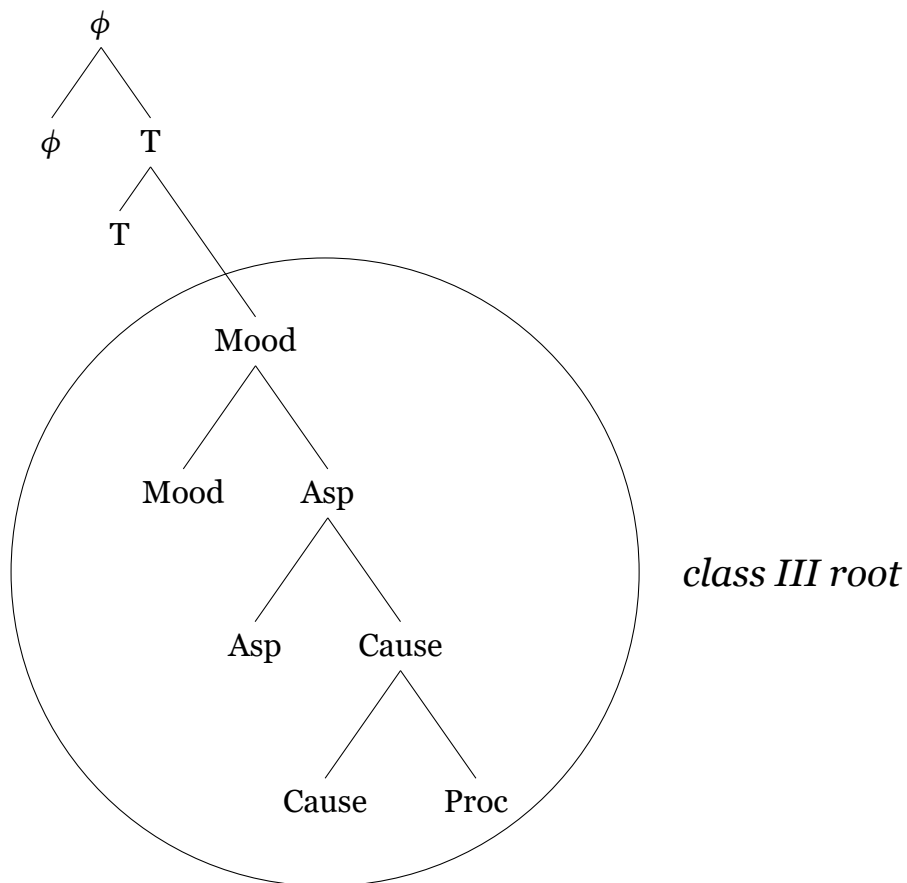 ϕ
ϕ T
T
Mood
Mood Asp
class III root
Asp Cause
Cause Proc